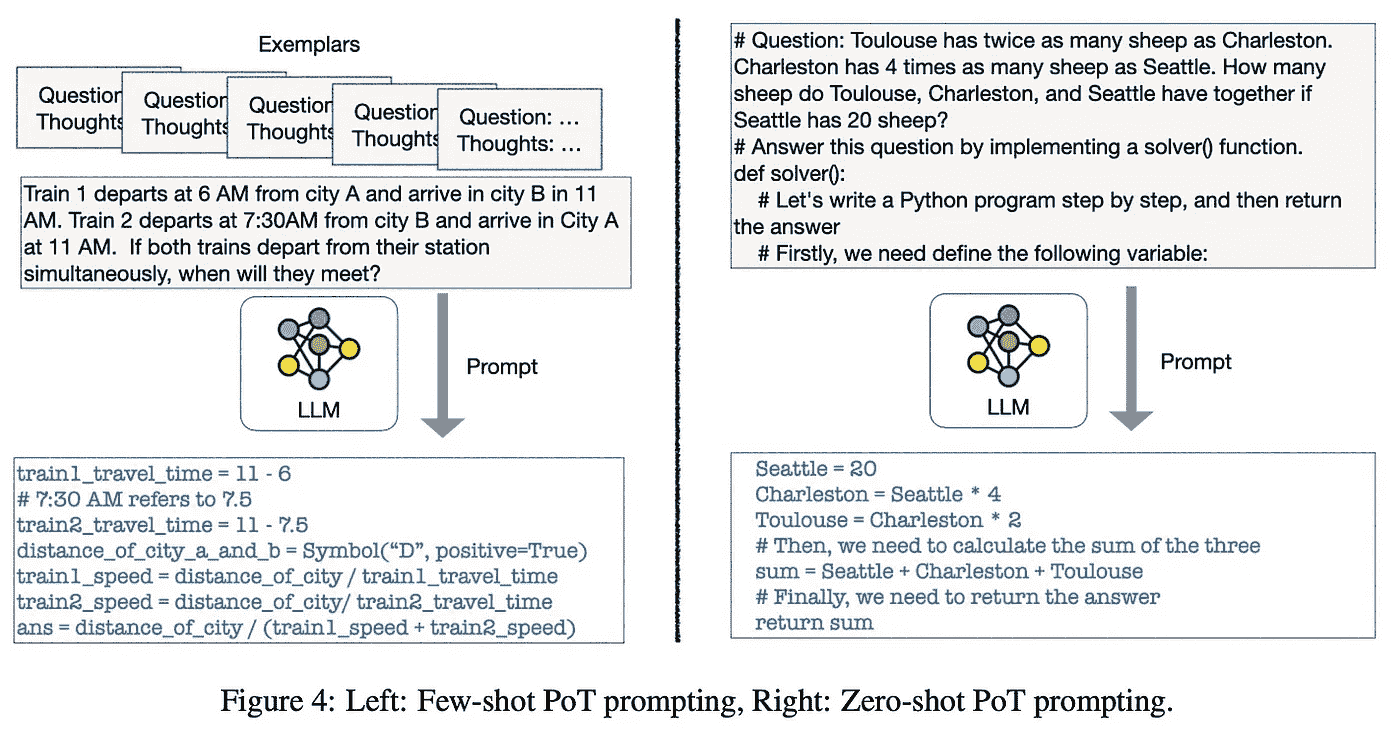 Exemplars
Question
Thoughts
Question
Thoughts
Question
Thoughts
Question
Thoughts
Question: ...
Thoughts: ...
Train 1 departs at 6 AM from city A and arrive in city B in 11
AM. Train 2 departs at 7:30AM from city B and arrive in City A
at 11 AM.  If both trains depart from their station
simultaneously, when will they meet?
LLM
Prompt
train1_travel_time = 11 - 6
# 7:30 AM refers to 7.5
train2_travel_time = 11 - 7.5
distance_of_city_a_and_b = Symbol(“D”, positive=True)
train1_speed = distance_of_city / train1_travel_time
train2_speed = distance_of_city/ train2_travel_time
ans = distance_of_city / (train1_speed + train2_speed)
# Question: Toulouse has twice as many sheep as Charleston.
Charleston has 4 times as many sheep as Seattle. How many
sheep do Toulouse, Charleston, and Seattle have together if
Seattle has 20 sheep?
# Answer this question by implementing a solver() function.
def solver():
# Let's write a Python program step by step, and then return
the answer
# Firstly, we need define the following variable:
LLM
Prompt
Seattle = 20
Charleston = Seattle * 4
Toulouse = Charleston * 2
# Then, we need to calculate the sum of the three
sum = Seattle + Charleston + Toulouse
# Finally, we need to return the answer
return sum
Figure 4: Left: Few-shot PoT prompting, Right: Zero-shot PoT prompting.